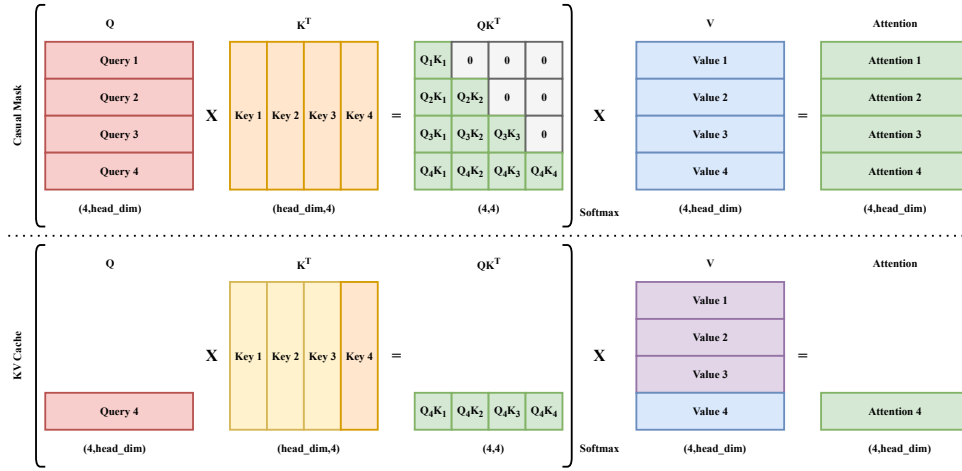 Q K^T QK^T V Attention
Casual Mask
Query 1
Query 2
Query 3
Query 4
X
Key 1 Key 2 Key 3 Key 4
=
Q₁K₁ 0 0 0
Q₂K₁ Q₂K₂ 0 0
Q₃K₁ Q₃K₂ Q₃K₃ 0
Q₄K₁ Q₄K₂ Q₄K₃ Q₄K₄
X
Value 1
Value 2
Value 3
Value 4
=
Attention 1
Attention 2
Attention 3
Attention 4
(4,head_dim) (head_dim,4) (4,4) Softmax (4,head_dim) (4,head_dim)
Q K^T QK^T V Attention
KV Cache
Query 4
X
Key 1 Key 2 Key 3 Key 4
=
Q₄K₁ Q₄K₂ Q₄K₃ Q₄K₄
X
Value 1
Value 2
Value 3
Value 4
=
Attention 4
(4,head_dim) (head_dim,4) (4,4) Softmax (4,head_dim) (4,head_dim)